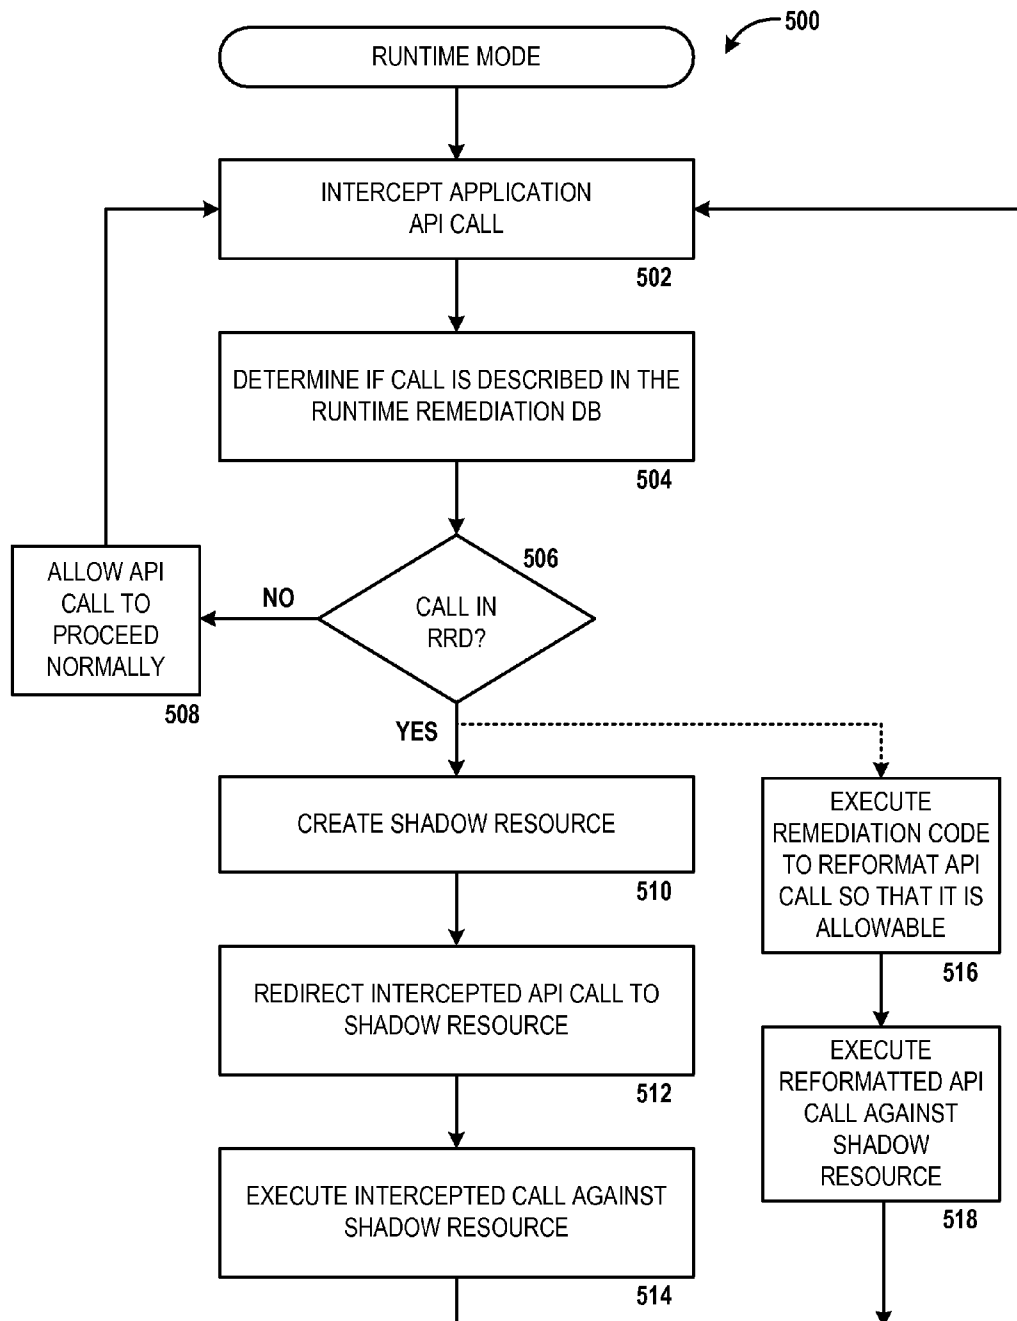 500
RUNTIME MODE
INTERCEPT APPLICATION
API CALL
502
DETERMINE IF CALL IS DESCRIBED IN THE
RUNTIME REMEDIATION DB
504
506
CALL IN
RRD?
NO
ALLOW API
CALL TO
PROCEED
NORMALLY
508
YES
CREATE SHADOW RESOURCE
510
REDIRECT INTERCEPTED API CALL TO
SHADOW RESOURCE
512
EXECUTE INTERCEPTED CALL AGAINST
SHADOW RESOURCE
514
EXECUTE
REMEDIATION CODE
TO REFORMAT API
CALL SO THAT IT IS
ALLOWABLE
516
EXECUTE
REFORMATTED API
CALL AGAINST
SHADOW
RESOURCE
518